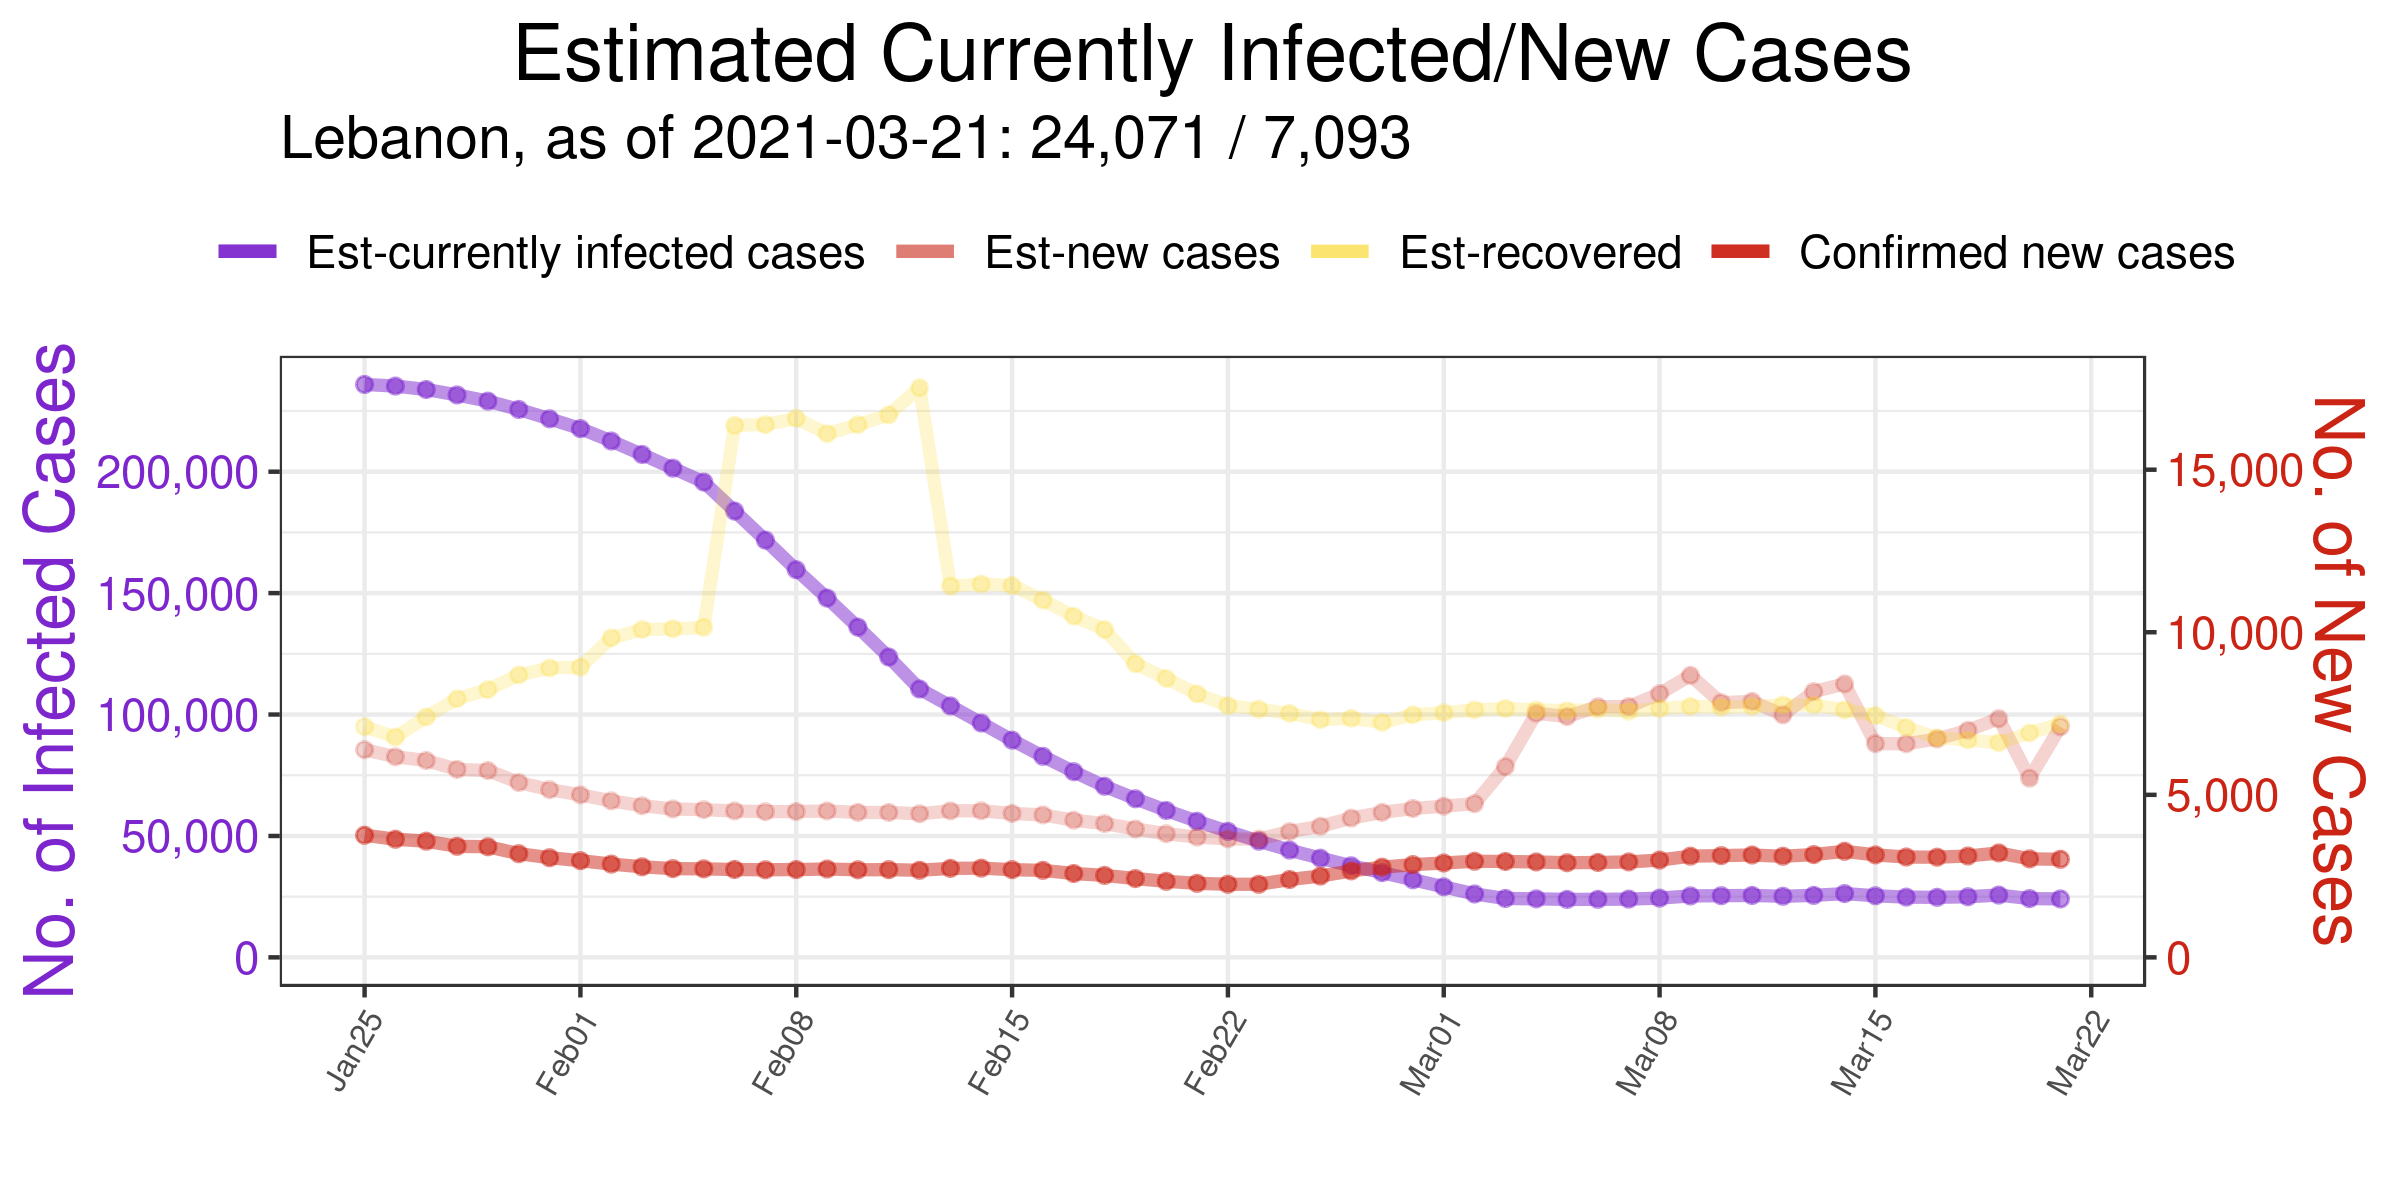 Estimated Currently Infected/New Cases
Lebanon, as of 2021-03-21: 24,071 / 7,093
Est-currently infected cases Est-new cases Est-recovered Confirmed new cases
No. of Infected Cases
200,000
150,000
100,000
50,000
0
15,000
10,000
5,000
0
No. of New Cases
Jan25 Feb01 Feb08 Feb15 Feb22 Mar01 Mar08 Mar15 Mar22